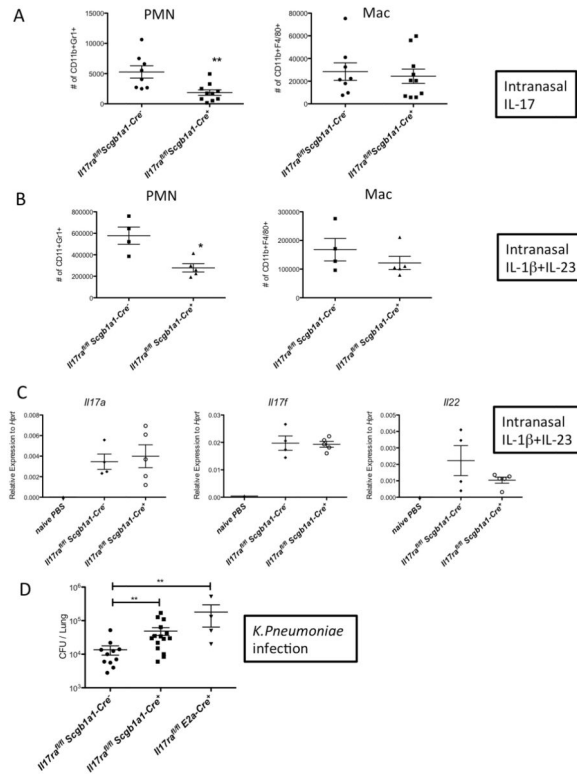 A
PMN
Mac
# of CD11b+Gr1+
15000
10000
5000
0
**
Il17ra^fl/fl Scgb1a1-Cre^-
Il17ra^fl/fl Scgb1a1-Cre^+
# of CD11b+F4/80+
80000
60000
40000
20000
0
Il17ra^fl/fl Scgb1a1-Cre^-
Il17ra^fl/fl Scgb1a1-Cre^+
Intranasal
IL-17
B
PMN
Mac
# of CD11+Gr1+
800000
600000
400000
200000
0
*
Il17ra^fl/fl Scgb1a1-Cre^-
Il17ra^fl/fl Scgb1a1-Cre^+
# of CD11b+F4/80+
300000
200000
100000
0
Il17ra^fl/fl Scgb1a1-Cre^-
Il17ra^fl/fl Scgb1a1-Cre^+
Intranasal
IL-1β+IL-23
C
Il17a
Relative Expression to Hprt
0.008
0.006
0.004
0.002
0.000
naive PBS
Il17ra^fl/fl Scgb1a1-Cre^-
Il17ra^fl/fl Scgb1a1-Cre^+
Il17f
Relative Expression to Hprt
0.03
0.02
0.01
0.00
naive PBS
Il17ra^fl/fl Scgb1a1-Cre^-
Il17ra^fl/fl Scgb1a1-Cre^+
Il22
Relative Expression to Hprt
0.005
0.004
0.003
0.002
0.001
0.000
naive PBS
Il17ra^fl/fl Scgb1a1-Cre^-
Il17ra^fl/fl Scgb1a1-Cre^+
Intranasal
IL-1β+IL-23
D
CFU / Lung
10^6
10^5
10^4
10^3
**
**
Il17ra^fl/fl Scgb1a1-Cre^-
Il17ra^fl/fl Scgb1a1-Cre^+
Il17ra^fl/fl E2a-Cre^+
K.Pneumoniae
infection